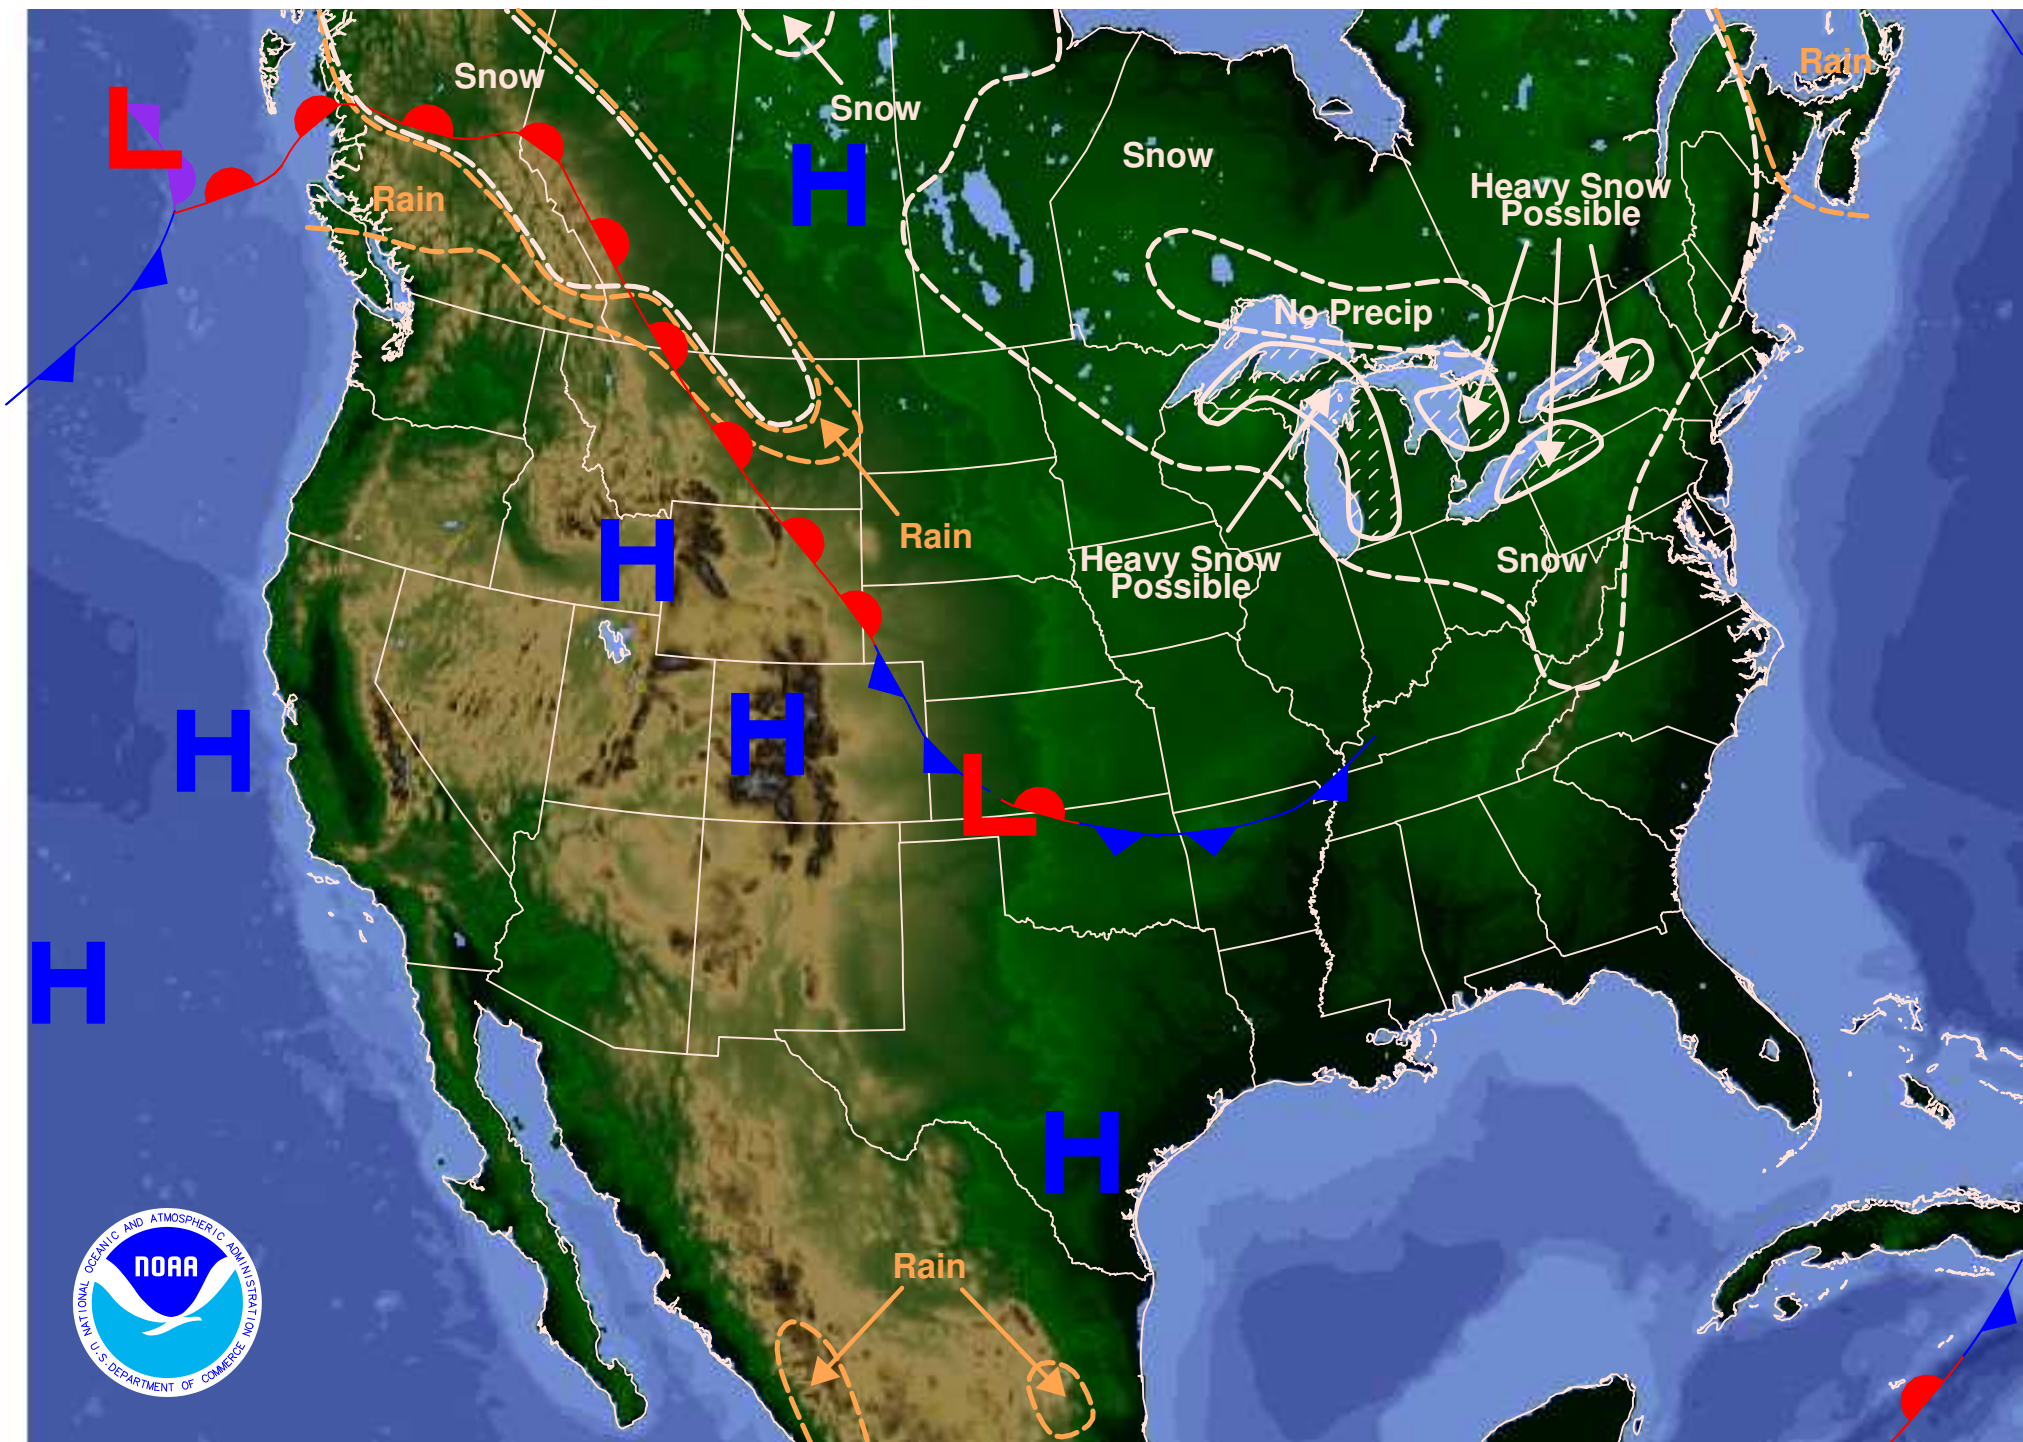 Rain
Snow
Snow
L
Snow
H
Heavy Snow
Possible
Rain
No Precip
Rain
H
Heavy Snow
Possible
Snow
H
H
L
H
H
Rain
NATIONAL OCEANIC AND ATMOSPHERIC ADMINISTRATION
NOAA
U.S. DEPARTMENT OF COMMERCE